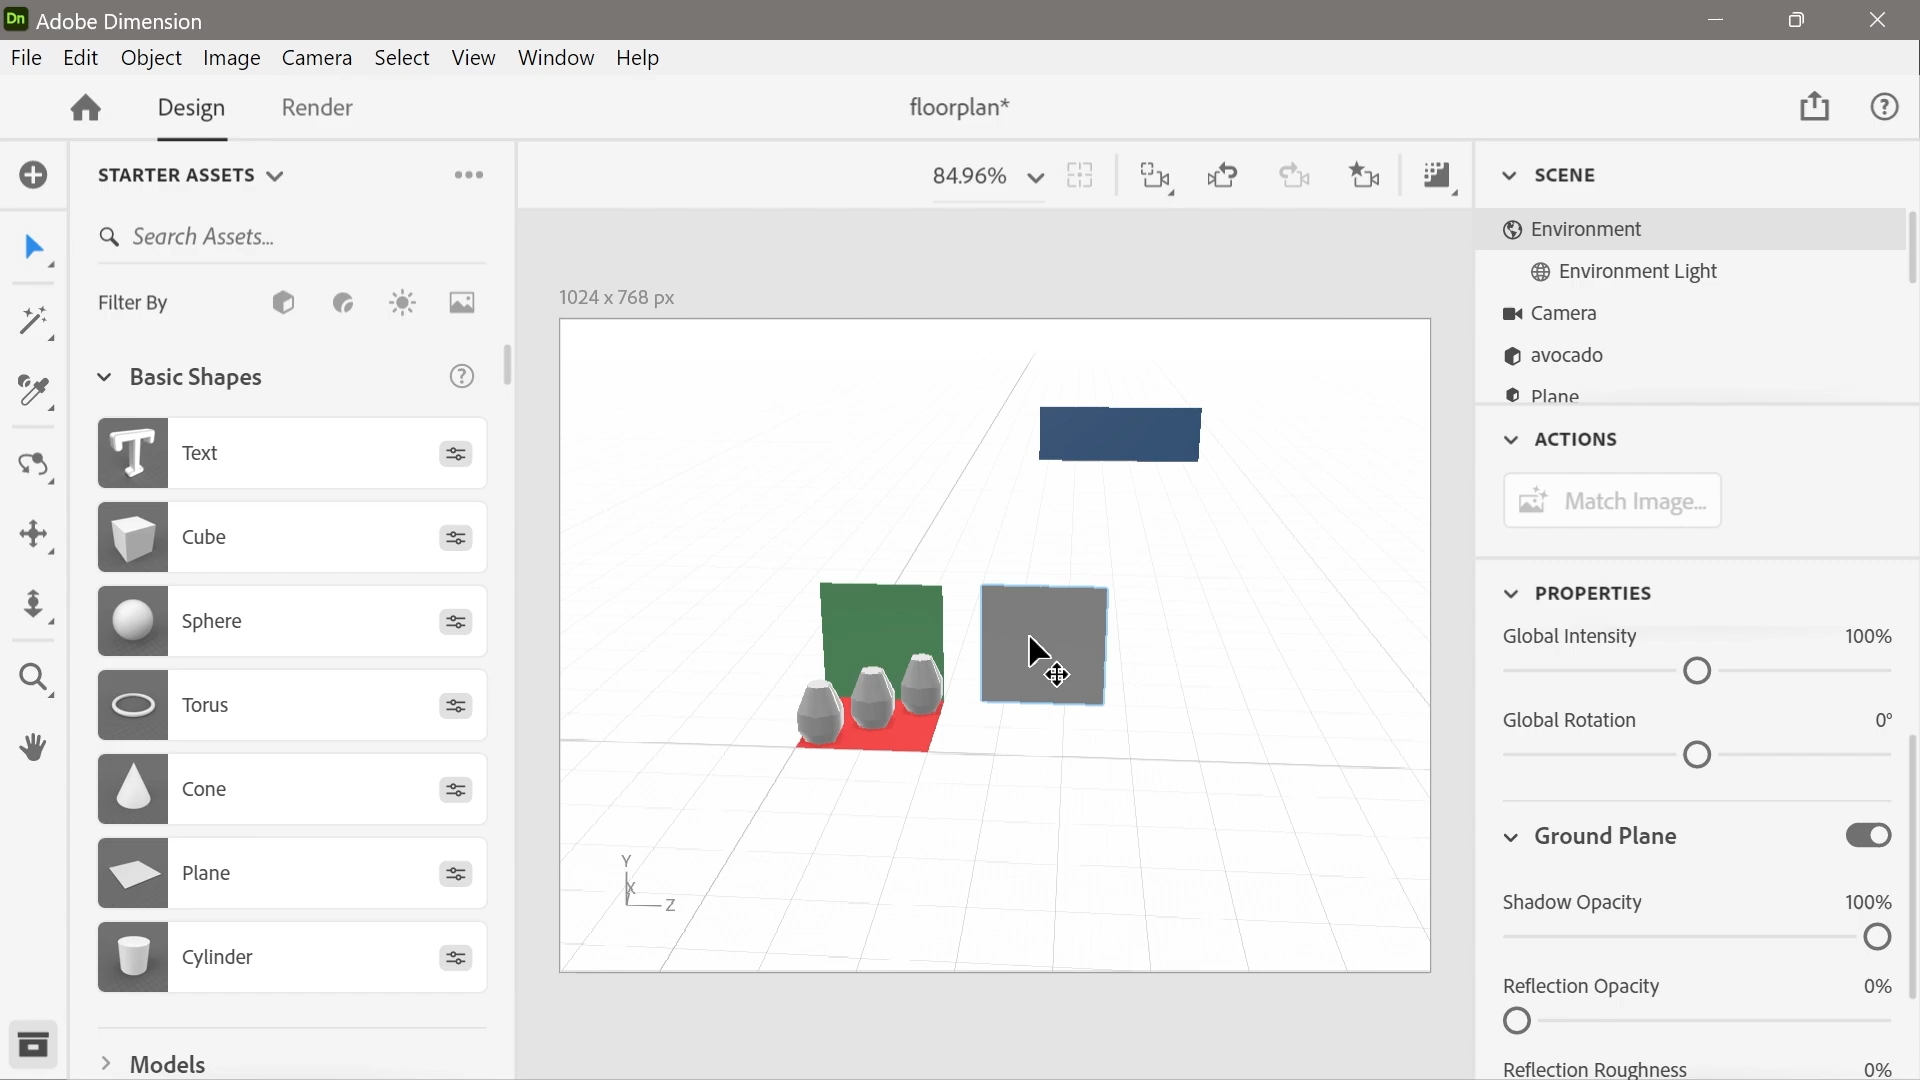 Dn Adobe Dimension
File Edit Object Image Camera Select View Window Help
Design Render floorplan*
STARTER ASSETS
Search Assets...
Filter By
Basic Shapes
Text
Cube
Sphere
Torus
Cone
Plane
Cylinder
Models
84.96%
1024 x 768 px
Y
X
Z
SCENE
Environment
Environment Light
Camera
avocado
Plane
ACTIONS
Match Image...
PROPERTIES
Global Intensity 100%
Global Rotation 0°
Ground Plane
Shadow Opacity 100%
Reflection Opacity 0%
Reflection Roughness 0%